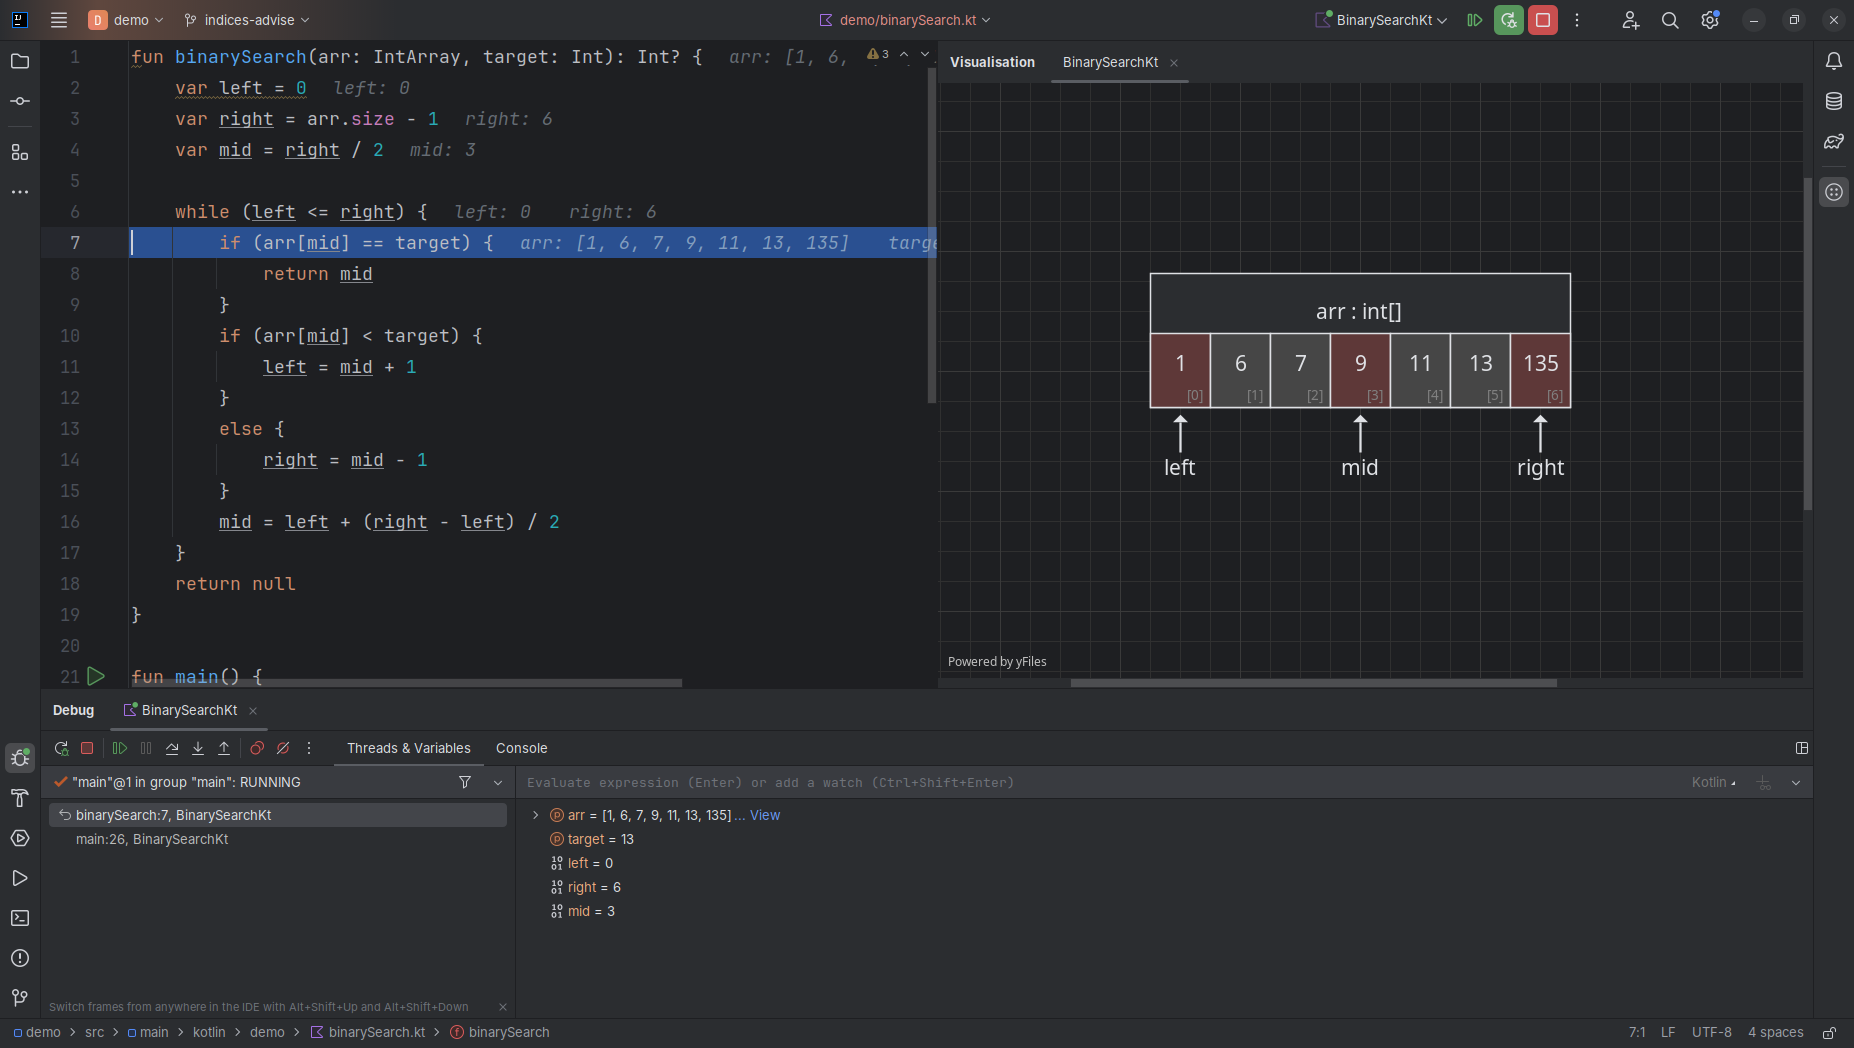 D demo indices-advise demo/binarySearch.kt BinarySearchKt
1 fun binarySearch(arr: IntArray, target: Int): Int? { arr: [1, 6, 3
2 var left = 0 left: 0
3 var right = arr.size - 1 right: 6
4 var mid = right / 2 mid: 3
5
6 while (left <= right) { left: 0 right: 6
7 if (arr[mid] == target) { arr: [1, 6, 7, 9, 11, 13, 135] targe
8 return mid
9 }
10 if (arr[mid] < target) {
11 left = mid + 1
12 }
13 else {
14 right = mid - 1
15 }
16 mid = left + (right - left) / 2
17 }
18 return null
19 }
20
21 fun main() {
Visualisation BinarySearchKt
arr : int[]
1 6 7 9 11 13 135
[0] [1] [2] [3] [4] [5] [6]
left mid right
Powered by yFiles
Debug BinarySearchKt
Threads & Variables Console
"main"@1 in group "main": RUNNING
binarySearch:7, BinarySearchKt
main:26, BinarySearchKt
Switch frames from anywhere in the IDE with Alt+Shift+Up and Alt+Shift+Down
Evaluate expression (Enter) or add a watch (Ctrl+Shift+Enter) Kotlin
arr = [1, 6, 7, 9, 11, 13, 135] ... View
target = 13
left = 0
right = 6
mid = 3
demo > src > main > kotlin > demo > binarySearch.kt > binarySearch 7:1 LF UTF-8 4 spaces